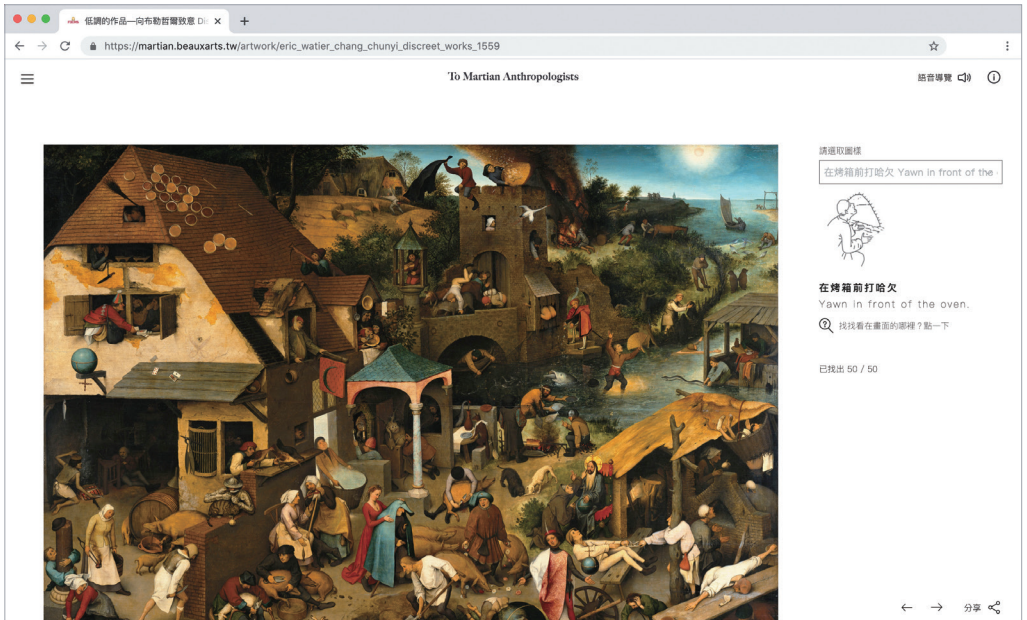 低調的作品—向布勒哲爾致意 Dis
https://martian.beauxarts.tw/artwork/eric_watier_chang_chunyi_discreet_works_1559
To Martian Anthropologists
語音導覽
請選取圖樣
在烤箱前打哈欠 Yawn in front of the
在烤箱前打哈欠
Yawn in front of the oven.
找找看在畫面的哪裡？點一下
已找出 50 / 50
分享